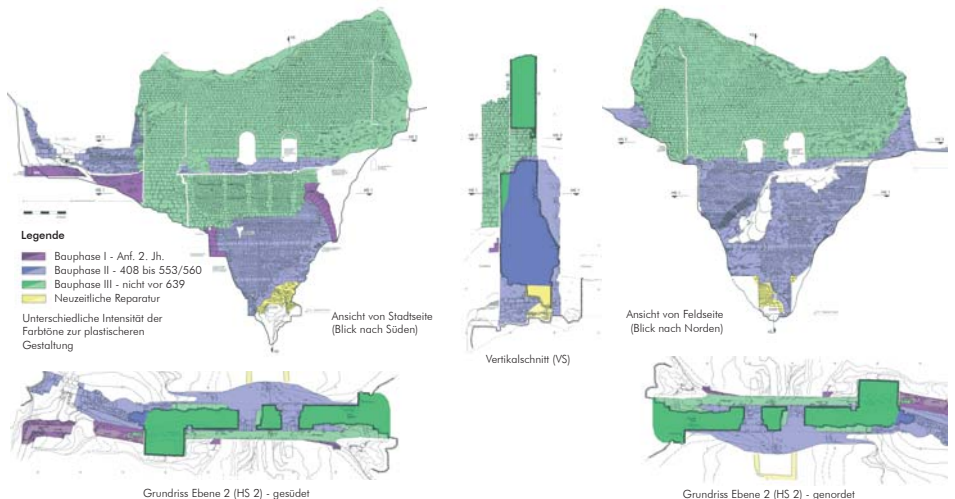 Legende
Bauphase I - Anf. 2. Jh.
Bauphase II - 408 bis 553/560
Bauphase III - nicht vor 639
Neuzeitliche Reparatur
Unterschiedliche Intensität der
Farbtöne zur plastischeren
Gestaltung
Ansicht von Stadtseite
(Blick nach Süden)
Vertikalschnitt (VS)
Ansicht von Feldseite
(Blick nach Norden)
Grundriss Ebene 2 (HS 2) - gesüdet
Grundriss Ebene 2 (HS 2) - genordet